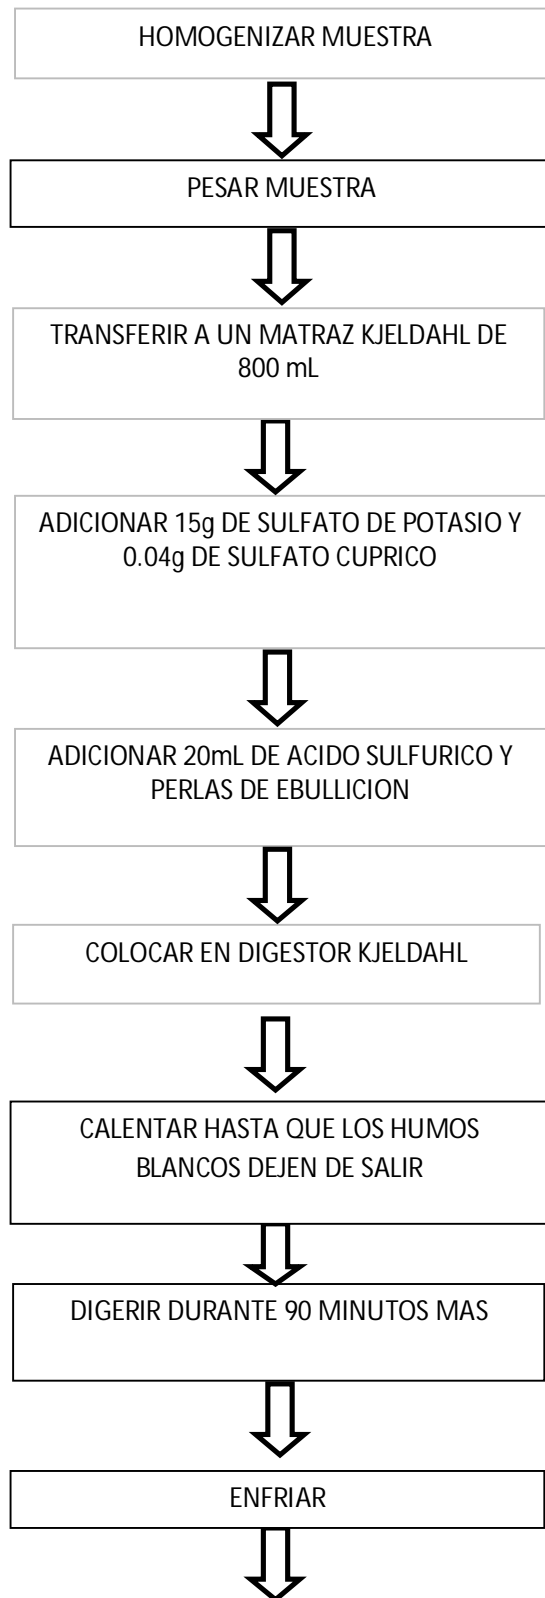 HOMOGENIZAR MUESTRA
PESAR MUESTRA
TRANSFERIR A UN MATRAZ KJELDAHL DE
800 mL
ADICIONAR 15g DE SULFATO DE POTASIO Y
0.04g DE SULFATO CUPRICO
ADICIONAR 20mL DE ACIDO SULFURICO Y
PERLAS DE EBULLICION
COLOCAR EN DIGESTOR KJELDAHL
CALENTAR HASTA QUE LOS HUMOS
BLANCOS DEJEN DE SALIR
DIGERIR DURANTE 90 MINUTOS MAS
ENFRIAR